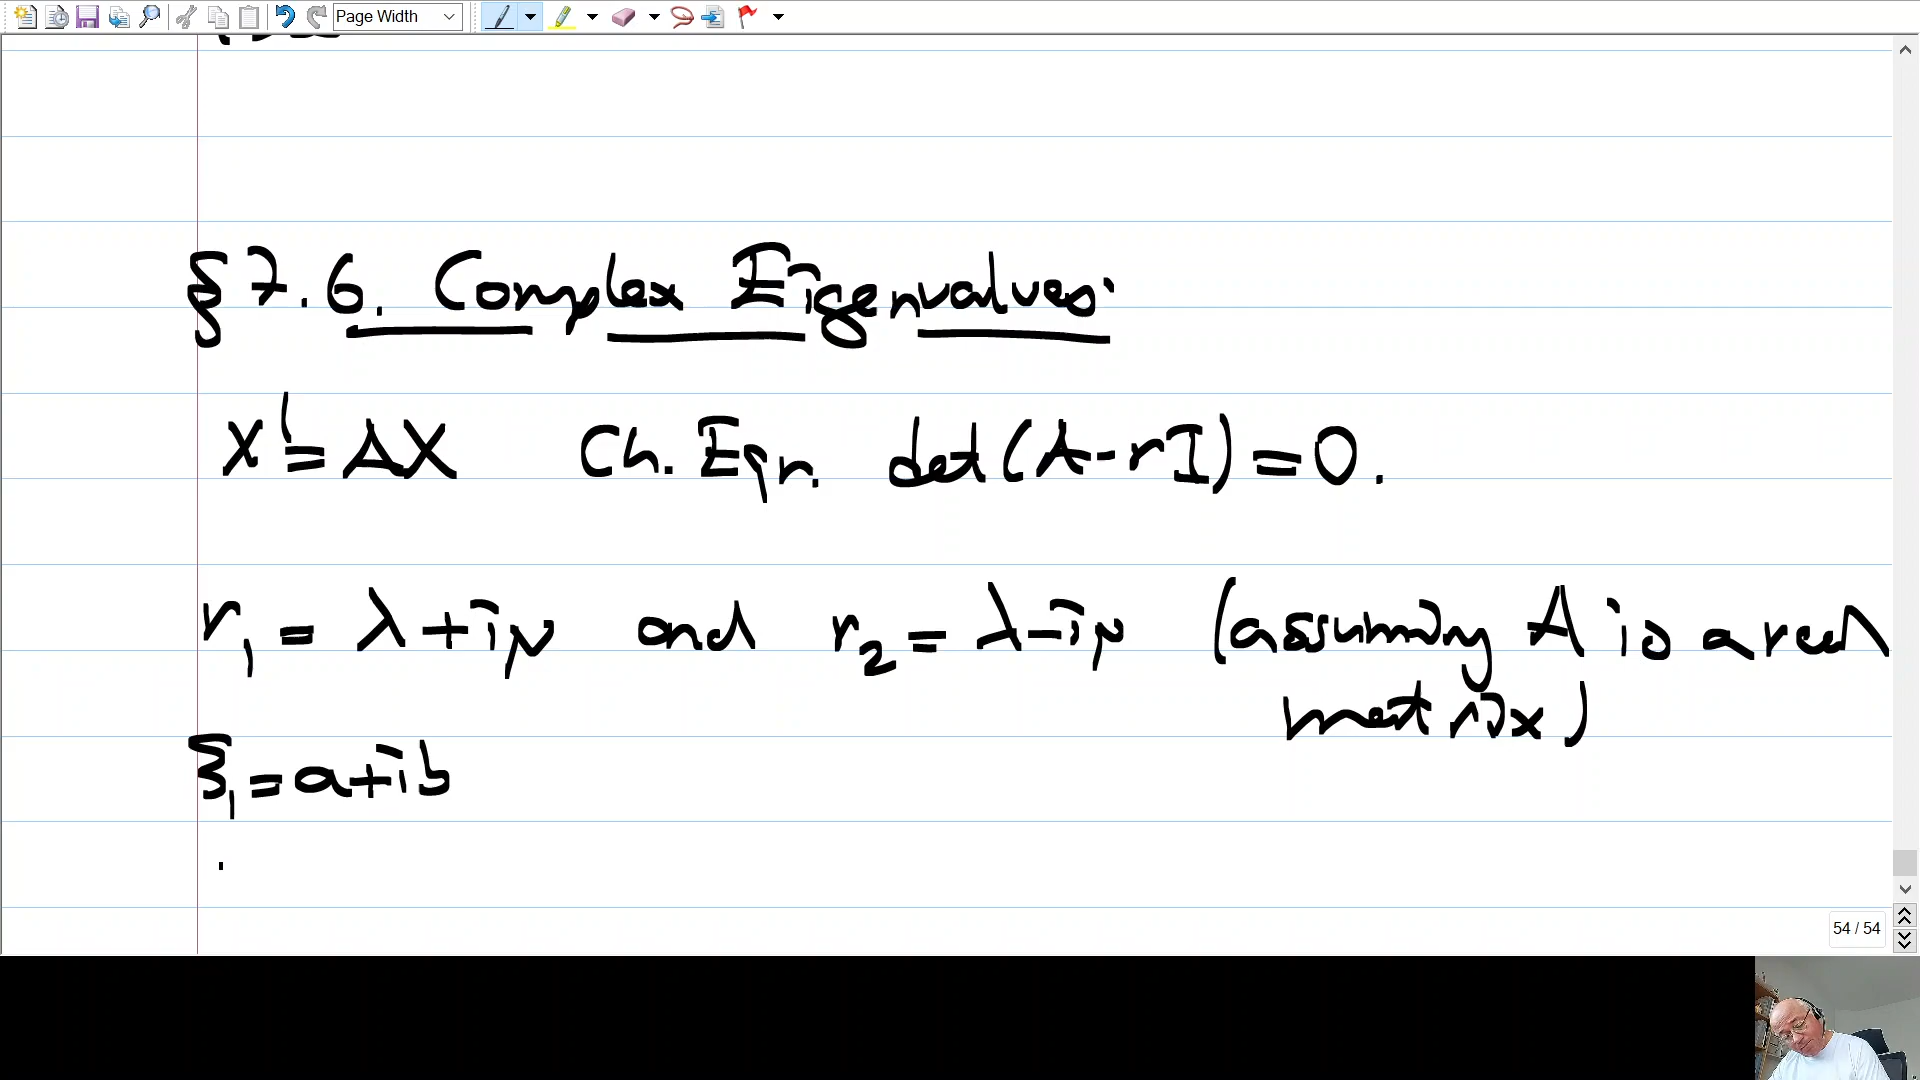 Page Width
§ 7.6. Complex Eigenvalues.
X' = AX Ch. Eqn. det(A-rI) = 0.
r₁ = λ+iμ and r₂ = λ-iμ (assuming A is a real
matrix)
ξ₁ = a+ib
54 / 54